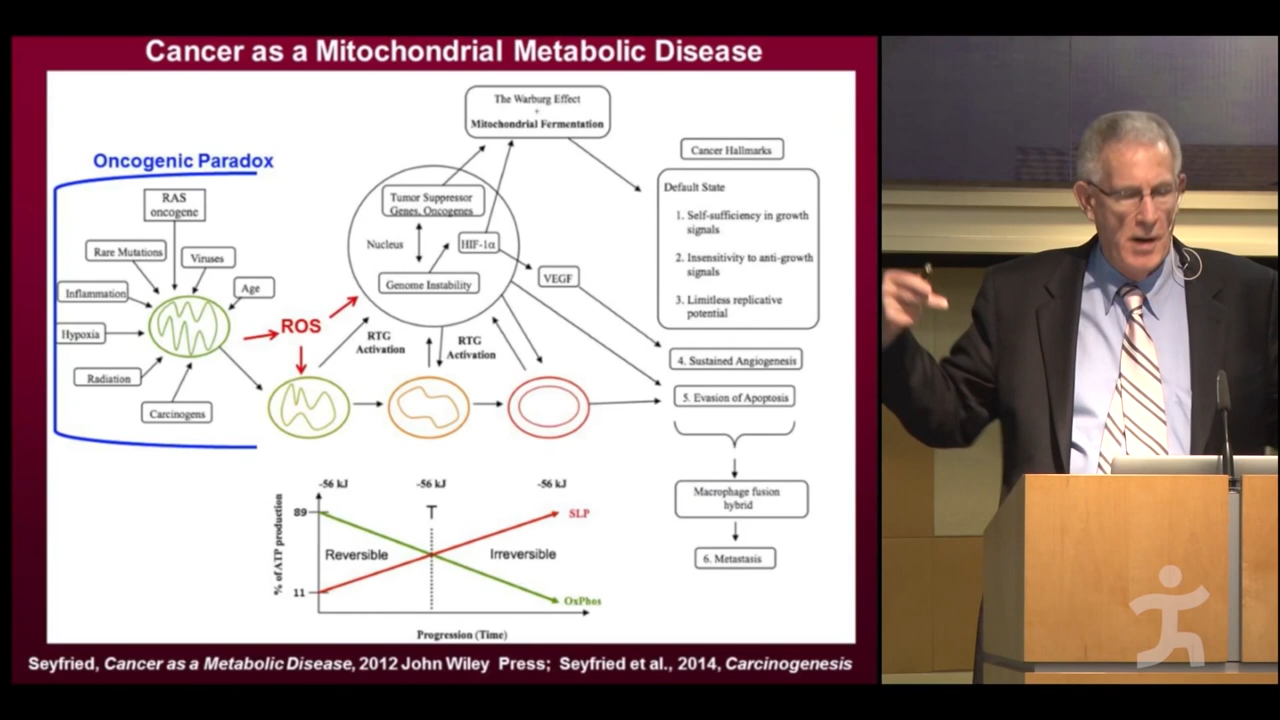 Cancer as a Mitochondrial Metabolic Disease
The Warburg Effect
+
Mitochondrial Fermentation
Oncogenic Paradox
RAS
oncogene
Rare Mutations
Viruses
Inflammation
Age
Hypoxia
Radiation
Carcinogens
ROS
Tumor Suppressor
Genes, Oncogenes
Nucleus
HIF-1α
Genome Instability
VEGF
RTG
Activation
RTG
Activation
Cancer Hallmarks
Default State
1. Self-sufficiency in growth
signals
2. Insensitivity to anti-growth
signals
3. Limitless replicative
potential
4. Sustained Angiogenesis
5. Evasion of Apoptosis
Macrophage fusion
hybrid
6. Metastasis
-56 kJ
-56 kJ
-56 kJ
% of ATP production
89
11
T
SLP
Reversible
Irreversible
OxPhos
Progression (Time)
Seyfried, Cancer as a Metabolic Disease, 2012 John Wiley Press; Seyfried et al., 2014, Carcinogenesis